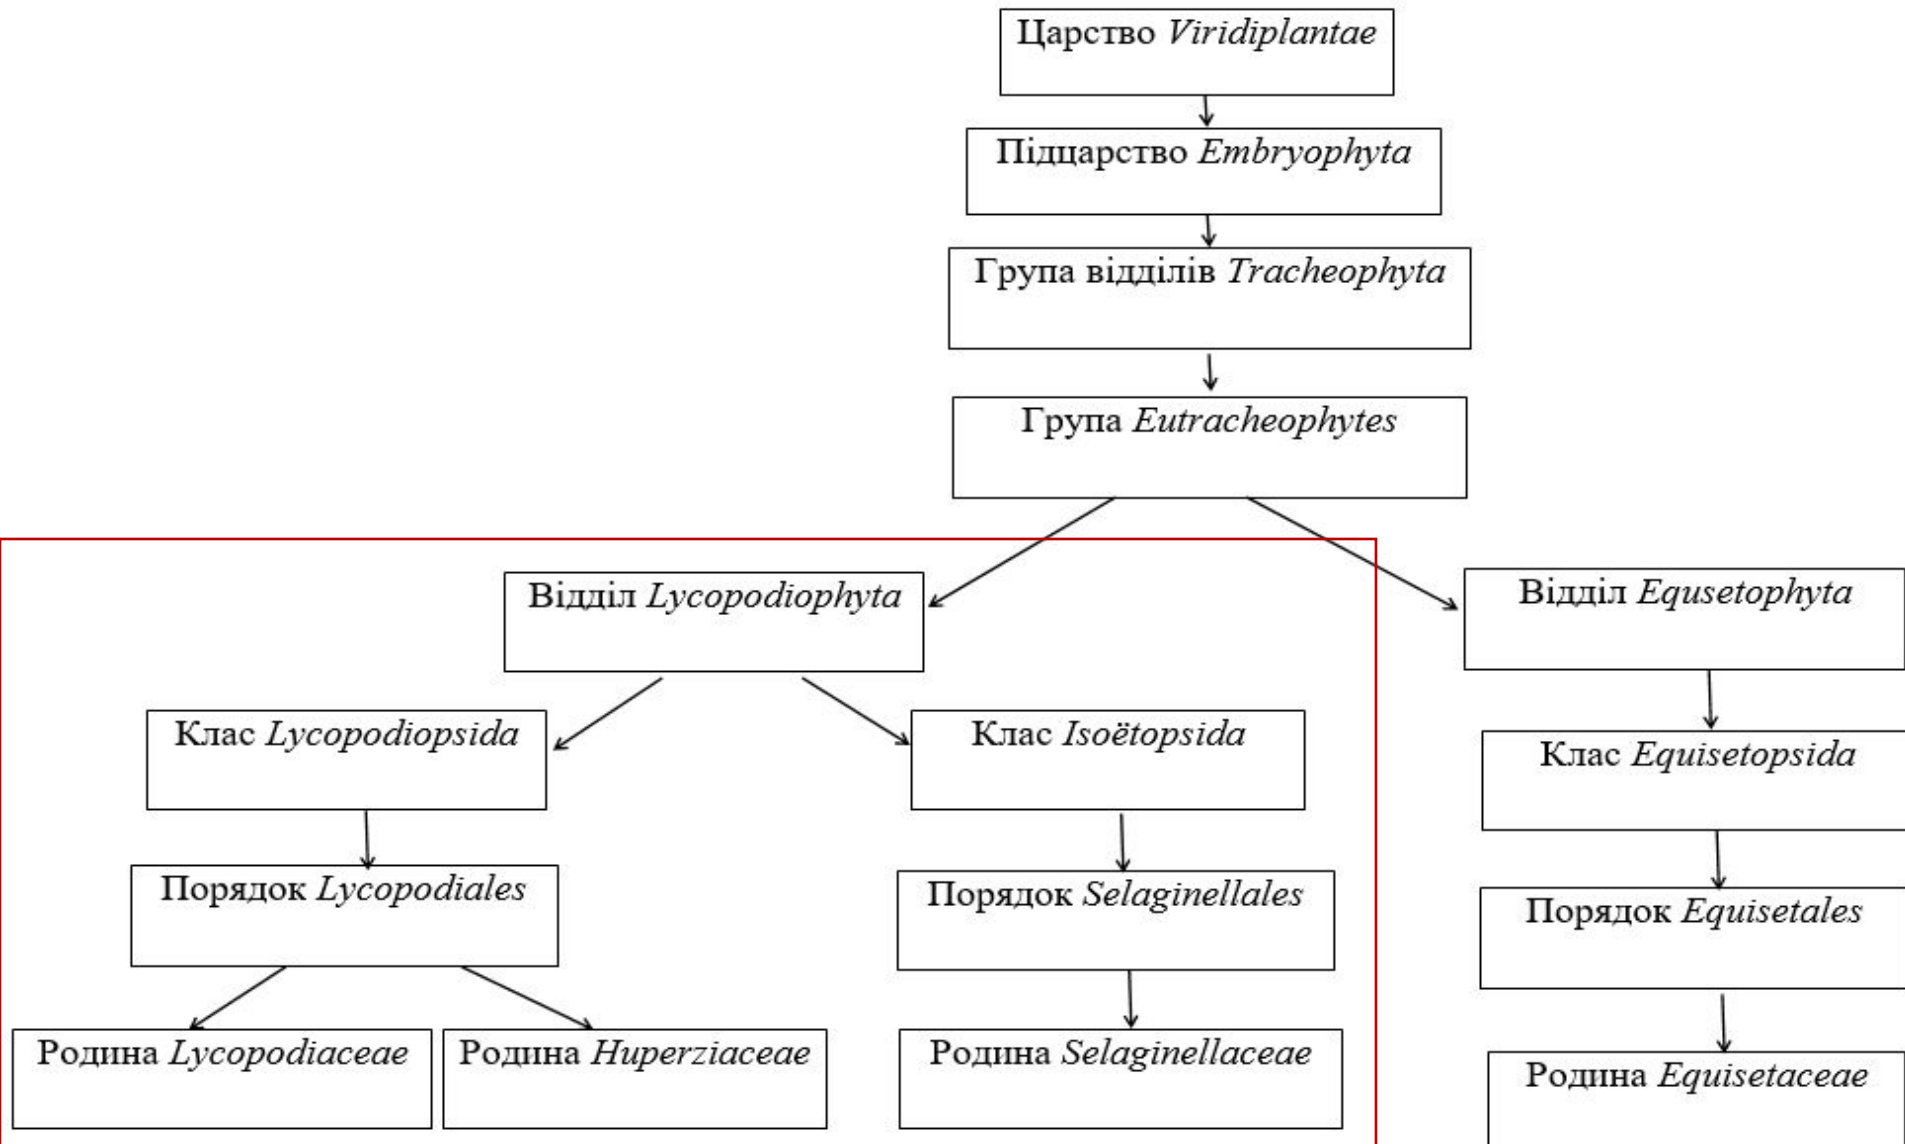 Царство Viridiplantae
Підцарство Embryophyta
Група відділів Tracheophyta
Група Eutracheophytes
Відділ Lycopodiophyta
Відділ Equsetophyta
Клас Lycopodiopsida
Клас Isoëtopsida
Клас Equisetopsida
Порядок Lycopodiales
Порядок Selaginellales
Порядок Equisetales
Родина Lycopodiaceae
Родина Huperziaceae
Родина Selaginellaceae
Родина Equisetaceae